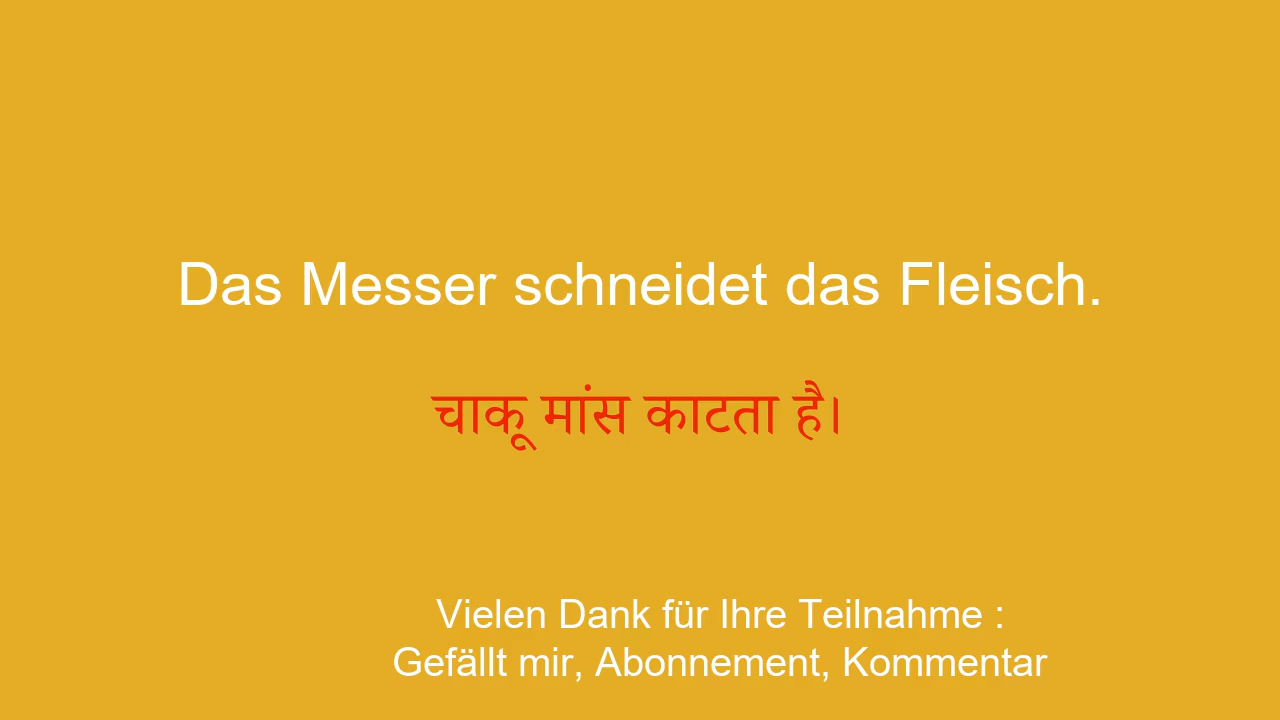 Das Messer schneidet das Fleisch.
चाकू मांस काटता है।
Vielen Dank für Ihre Teilnahme :
Gefällt mir, Abonnement, Kommentar